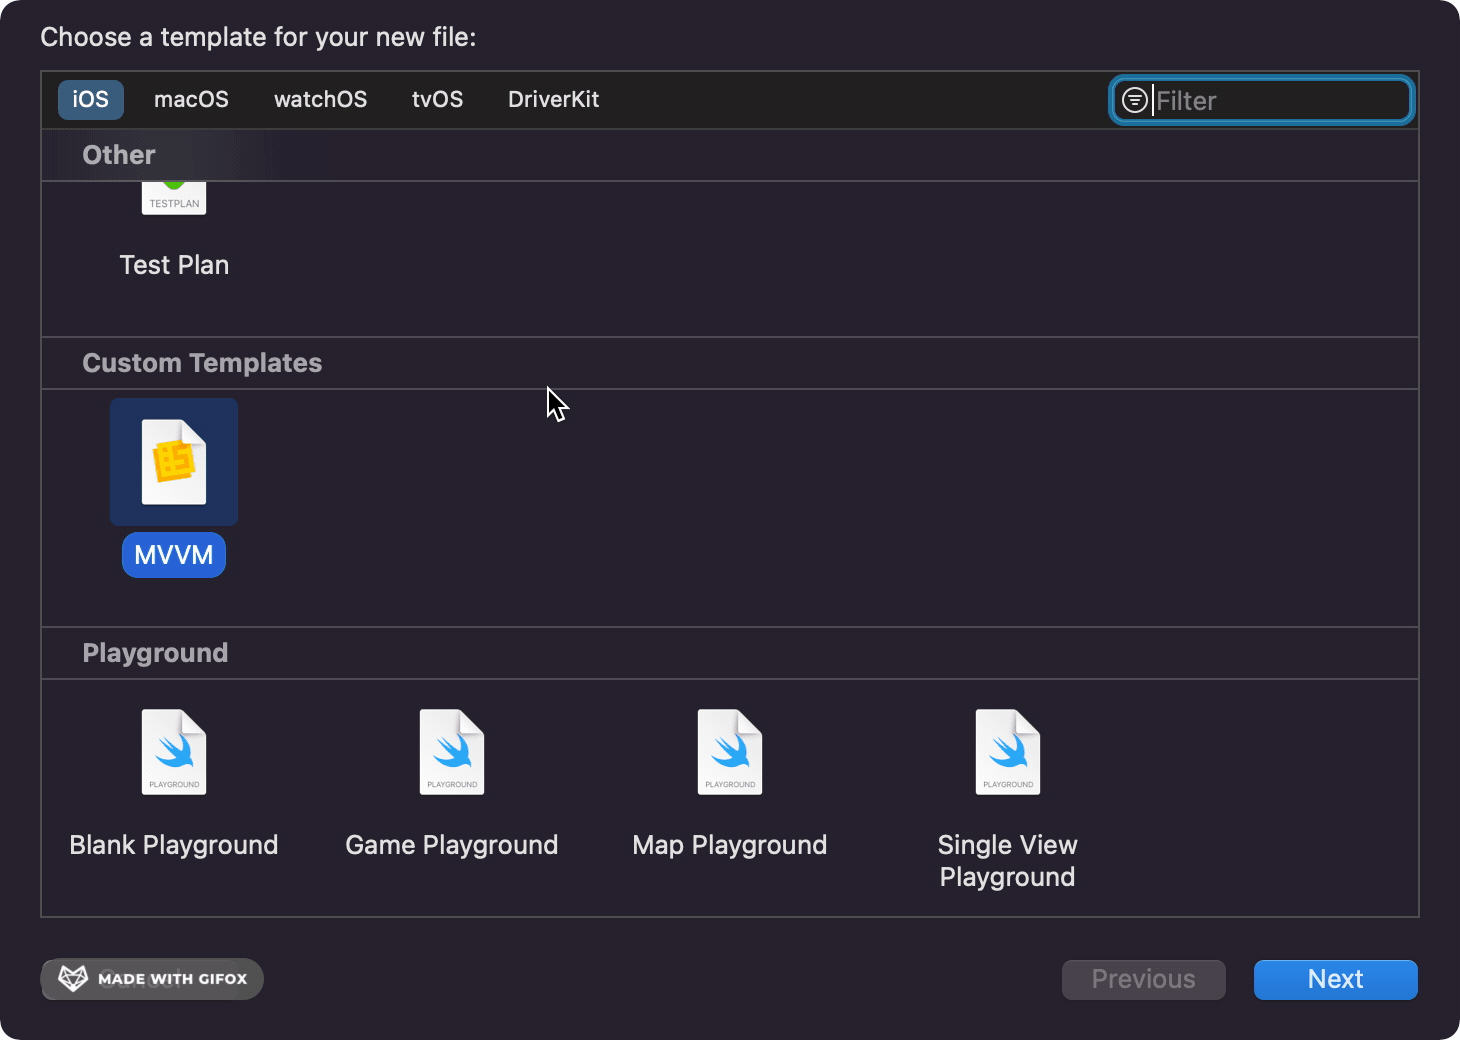 Choose a template for your new file:
iOS macOS watchOS tvOS DriverKit Filter
Other
TESTPLAN
Test Plan
Custom Templates
MVVM
Playground
PLAYGROUND PLAYGROUND PLAYGROUND PLAYGROUND
Blank Playground Game Playground Map Playground Single View
Playground
MADE WITH GIFOX Previous Next